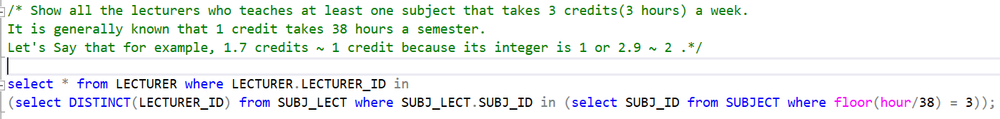 /* Show all the lecturers who teaches at least one subject that takes 3 credits(3 hours) a week.
It is generally known that 1 credit takes 38 hours a semester.
Let's Say that for example, 1.7 credits ~ 1 credit because its integer is 1 or 2.9 ~ 2 .*/
select * from LECTURER where LECTURER.LECTURER_ID in
(select DISTINCT(LECTURER_ID) from SUBJ_LECT where SUBJ_LECT.SUBJ_ID in (select SUBJ_ID from SUBJECT where floor(hour/38) = 3));